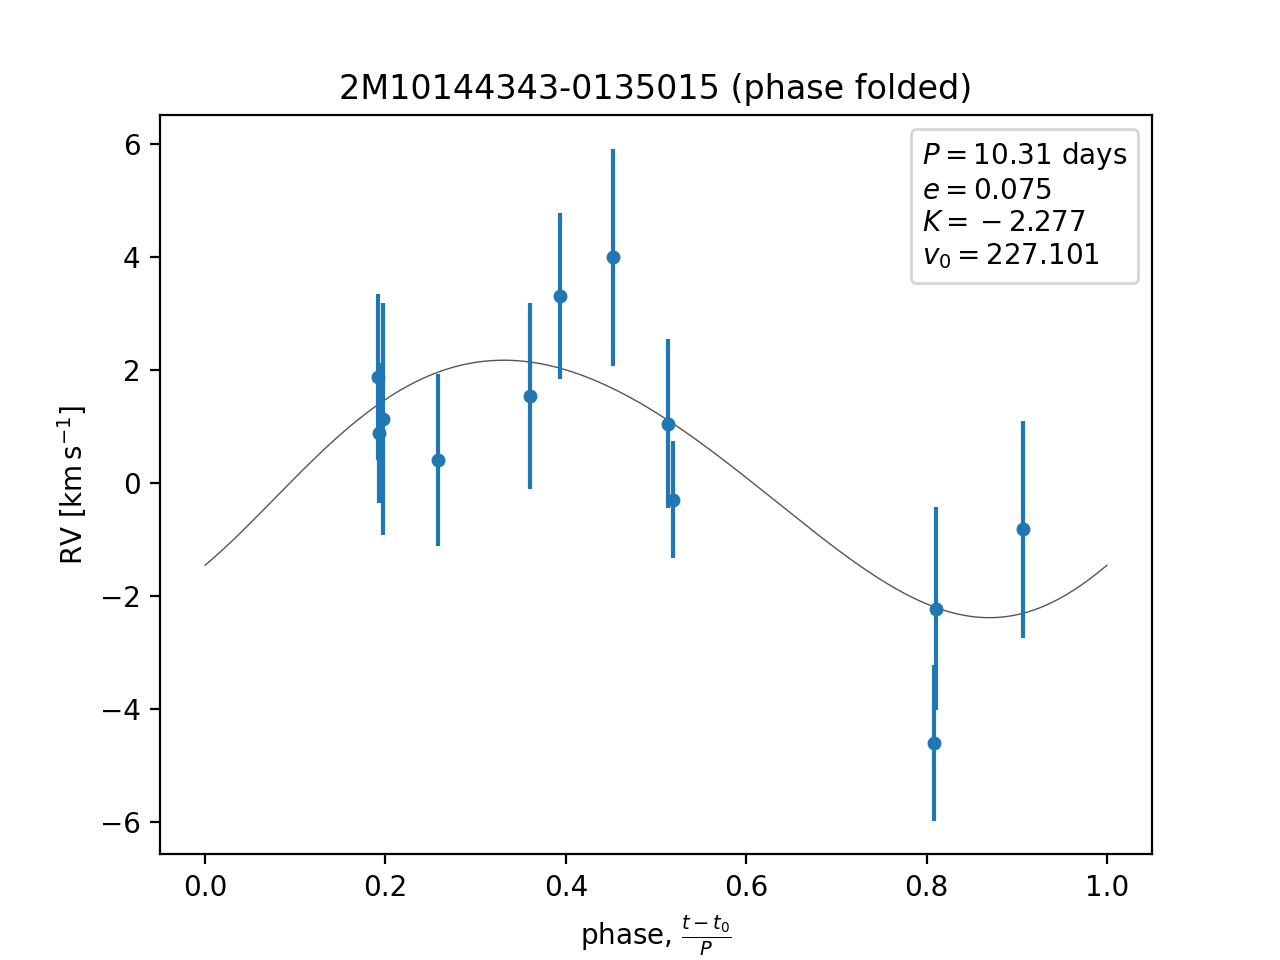 2M10144343-0135015 (phase folded)
P = 10.31 days
e = 0.075
K = −2.277
v₀ = 227.101
6
4
2
0
−2
−4
−6
RV [km s⁻¹]
0.0 0.2 0.4 0.6 0.8 1.0
phase, (t − t₀)/P